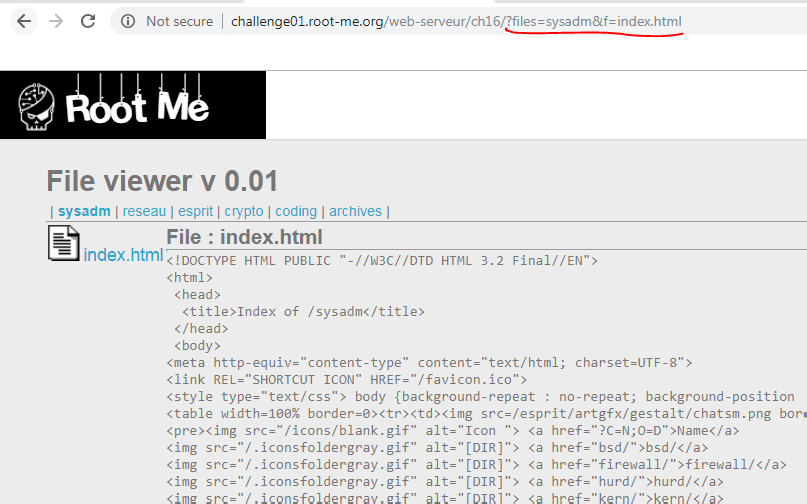 Not secure | challenge01.root-me.org/web-serveur/ch16/?files=sysadm&f=index.html
Root Me
File viewer v 0.01
| sysadm | reseau | esprit | crypto | coding | archives |
index.html
File : index.html
<!DOCTYPE HTML PUBLIC "-//W3C//DTD HTML 3.2 Final//EN">
<html>
<head>
<title>Index of /sysadm</title>
</head>
<body>
<meta http-equiv="content-type" content="text/html; charset=UTF-8">
<link REL="SHORTCUT ICON" HREF="/favicon.ico">
<style type="text/css"> body {background-repeat : no-repeat; background-position
<table width=100% border=0><tr><td><img src=/esprit/artgfx/gestalt/chatsm.png bor
<pre><img src="/icons/blank.gif" alt="Icon "> <a href="?C=N;O=D">Name</a>
<img src="/.iconsfoldergray.gif" alt="[DIR]"> <a href="bsd/">bsd/</a>
<img src="/.iconsfoldergray.gif" alt="[DIR]"> <a href="firewall/">firewall/</a>
<img src="/.iconsfoldergray.gif" alt="[DIR]"> <a href="hurd/">hurd/</a>
<img src="/.iconsfoldergray.gif" alt="[DIR]"> <a href="kern/">kern/</a>